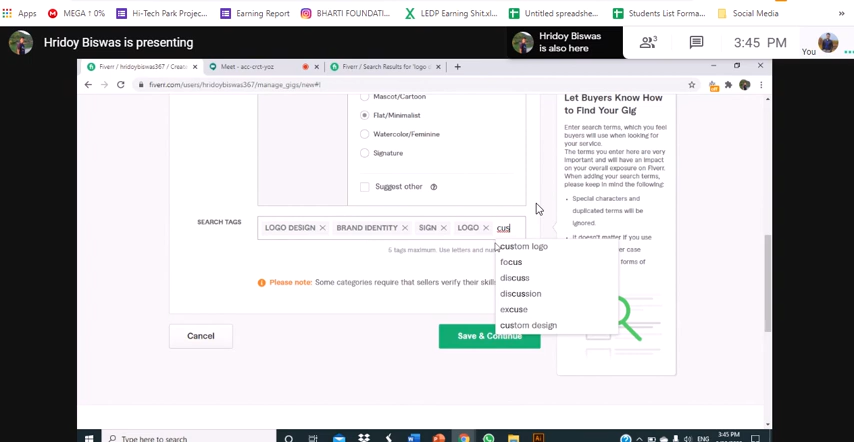 Apps
MEGA ↑ 0%
Hi-Tech Park Projec...
Earning Report
BHARTI FOUNDATI...
LEDP Earning Shit.xl...
Untitled spreadshe...
Students List Forma...
Social Media
»
Hridoy Biswas is presenting
Hridoy Biswas
is also here
3
3:45 PM
You
Fiverr / hridoybiswas367 / Create
Meet - acc-crct-yoz
Fiverr / Search Results for 'logo
fiverr.com/users/hridoybiswas367/manage_gigs/new#!
Mascot/Cartoon
Flat/Minimalist
Watercolor/Feminine
Signature
Suggest other
SEARCH TAGS
LOGO DESIGN
BRAND IDENTITY
SIGN
LOGO
cus
custom logo
focus
discuss
discussion
excuse
custom design
5 tags maximum. Use letters and
Please note: Some categories require that sellers verify their skills
Cancel
Save & Continue
Let Buyers Know How
to Find Your Gig
Enter search terms, which you feel
buyers will use when looking for
your service.
The terms you enter here are very
important and will have an impact
on your overall exposure on Fiverr.
When adding your search terms,
please keep in mind the following:
Special characters and
duplicated terms will be
ignored.
It doesn't matter if you use
er case
forms of
Type here to search
ENG
3:45 PM